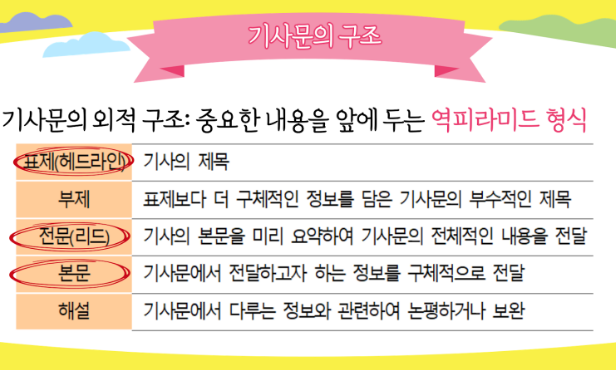 기사문의 구조
기사문의 외적 구조: 중요한 내용을 앞에 두는 역피라미드 형식
표제(헤드라인) 기사의 제목
부제 표제보다 더 구체적인 정보를 담은 기사문의 부수적인 제목
전문(리드) 기사의 본문을 미리 요약하여 기사문의 전체적인 내용을 전달
본문 기사문에서 전달하고자 하는 정보를 구체적으로 전달
해설 기사문에서 다루는 정보와 관련하여 논평하거나 보완